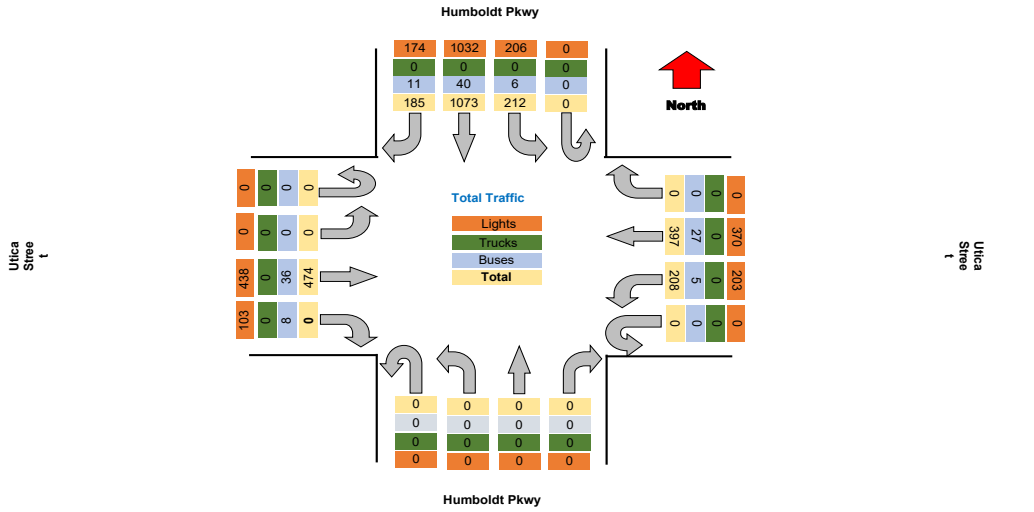 Humboldt Pkwy
174 1032 206 0
0 0 0 0
11 40 6 0
185 1073 212 0
North
0 0 0 0
0 0 0 0
438 0 36 474
103 0 8 0
Utica
Stree
t
Total Traffic
Lights
Trucks
Buses
Total
0 0 0 0
397 27 0 370
208 5 0 203
0 0 0 0
Utica
Stree
t
0 0 0 0
0 0 0 0
0 0 0 0
0 0 0 0
Humboldt Pkwy